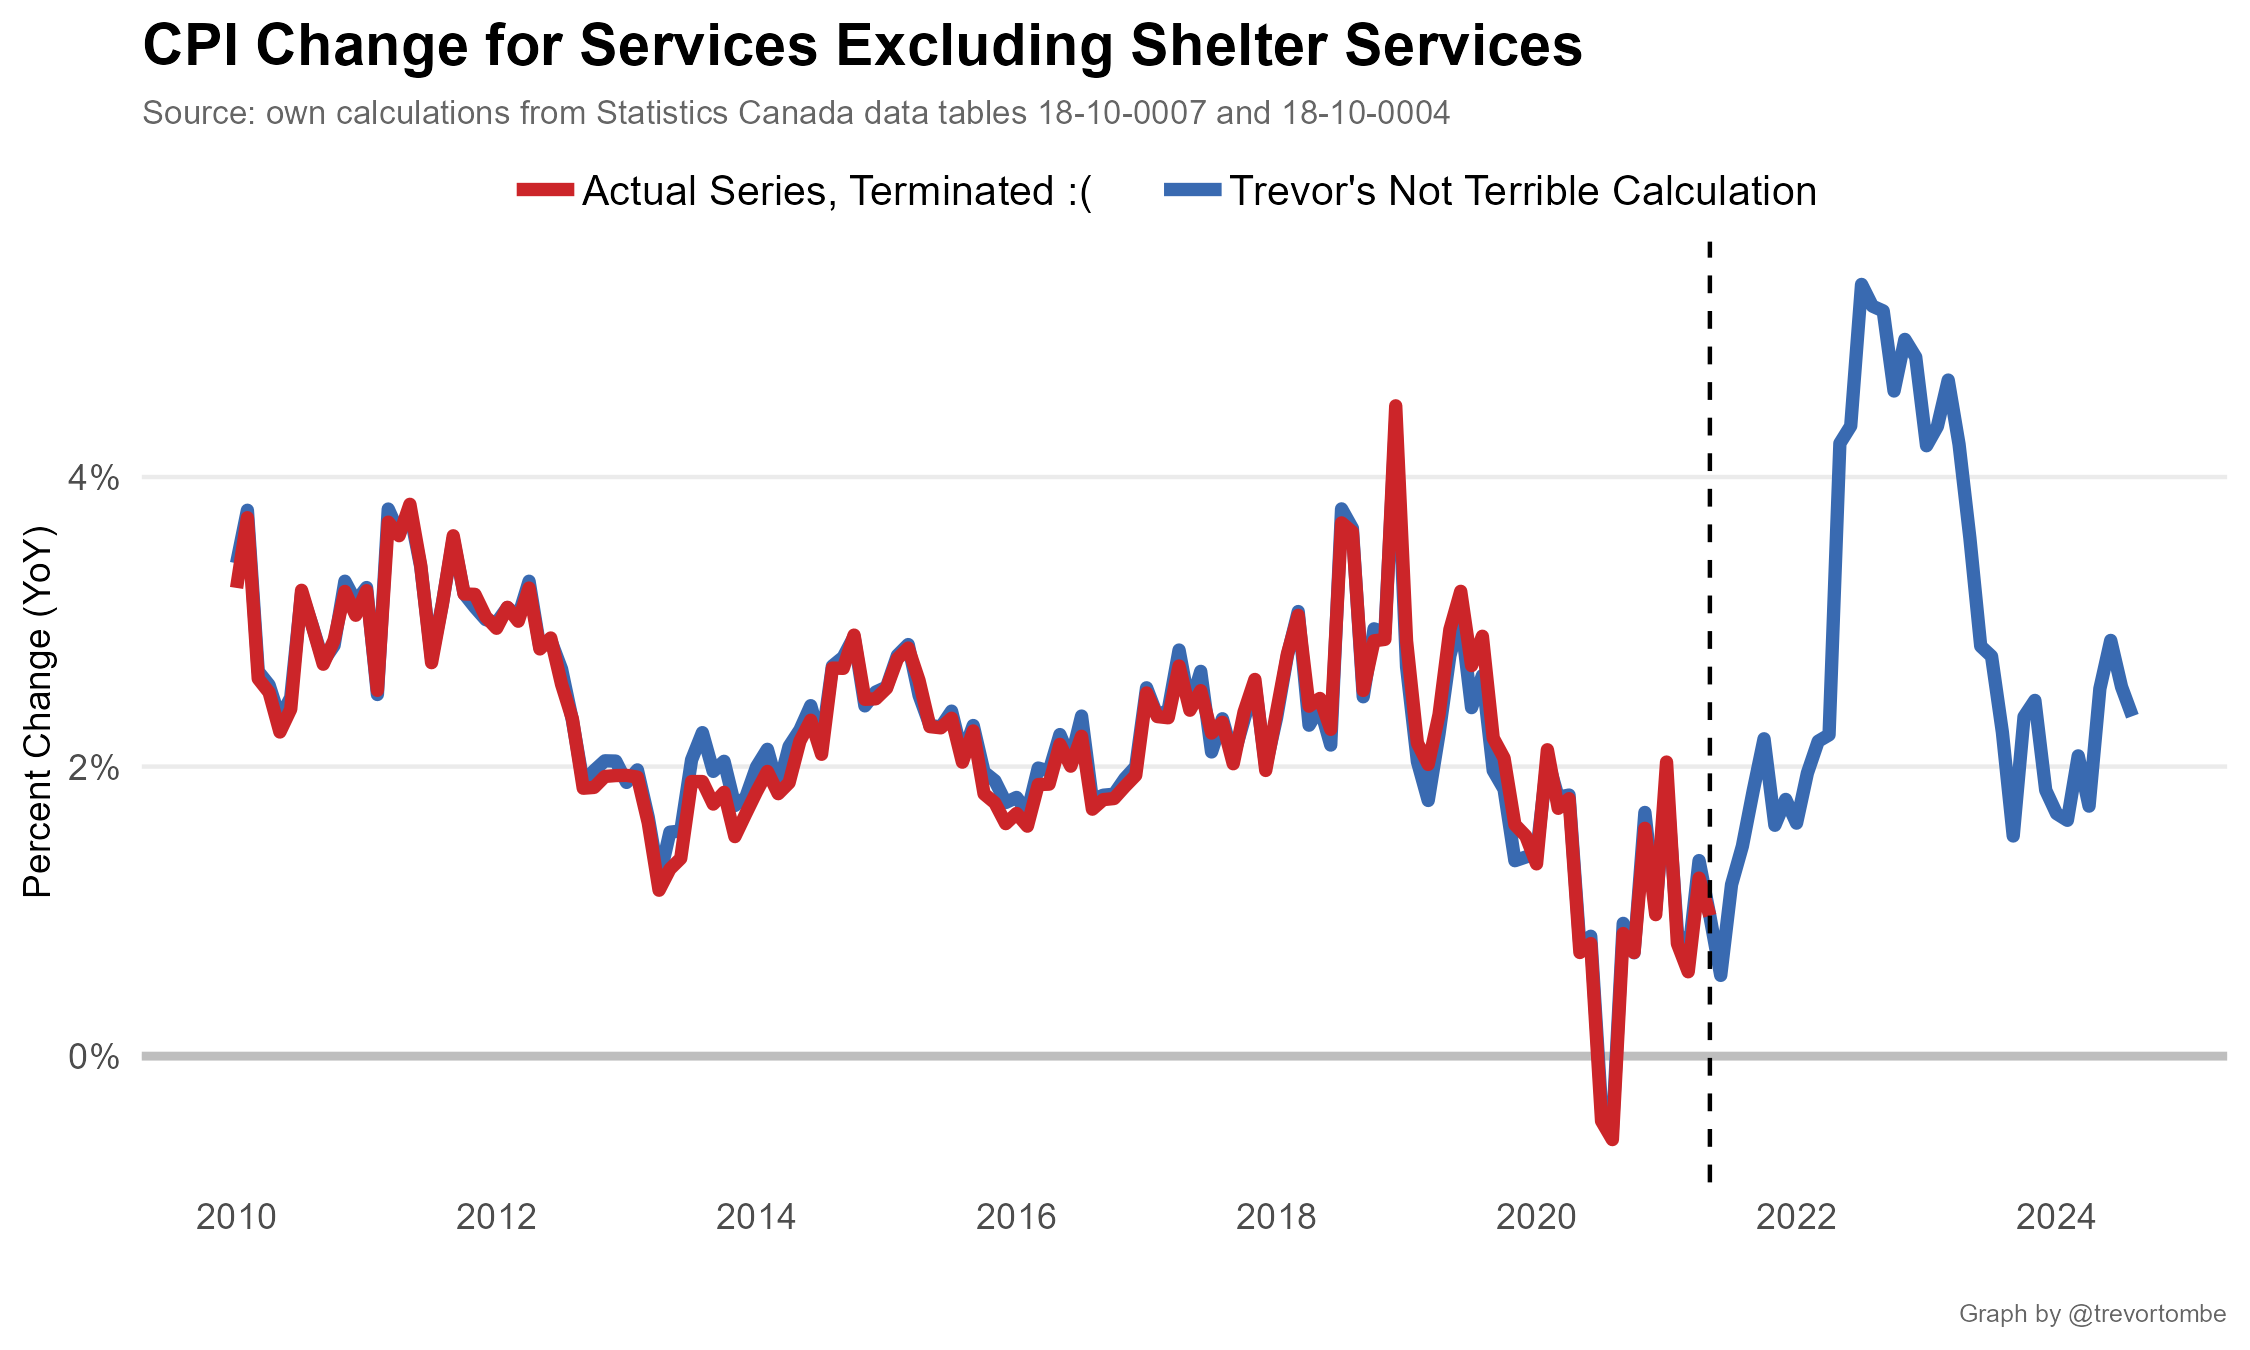 CPI Change for Services Excluding Shelter Services
Source: own calculations from Statistics Canada data tables 18-10-0007 and 18-10-0004
Actual Series, Terminated :(
Trevor's Not Terrible Calculation
Percent Change (YoY)
4%
2%
0%
2010
2012
2014
2016
2018
2020
2022
2024
Graph by @trevortombe